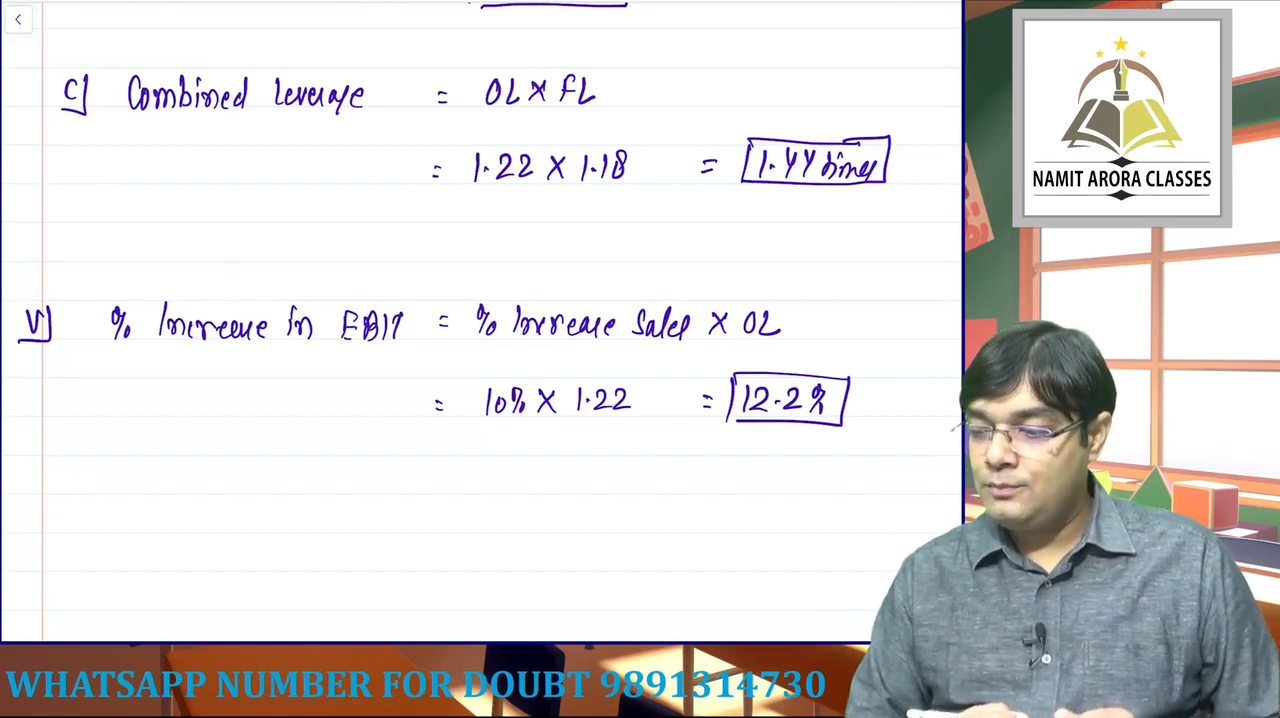 c] Combined leverage = OL X FL
= 1.22 X 1.18 = 1.44 times
V] % Increase in EBIT = % Increase Sales X OL
= 10% X 1.22 = 12.2%
NAMIT ARORA CLASSES
WHATSAPP NUMBER FOR DOUBT 9891314730